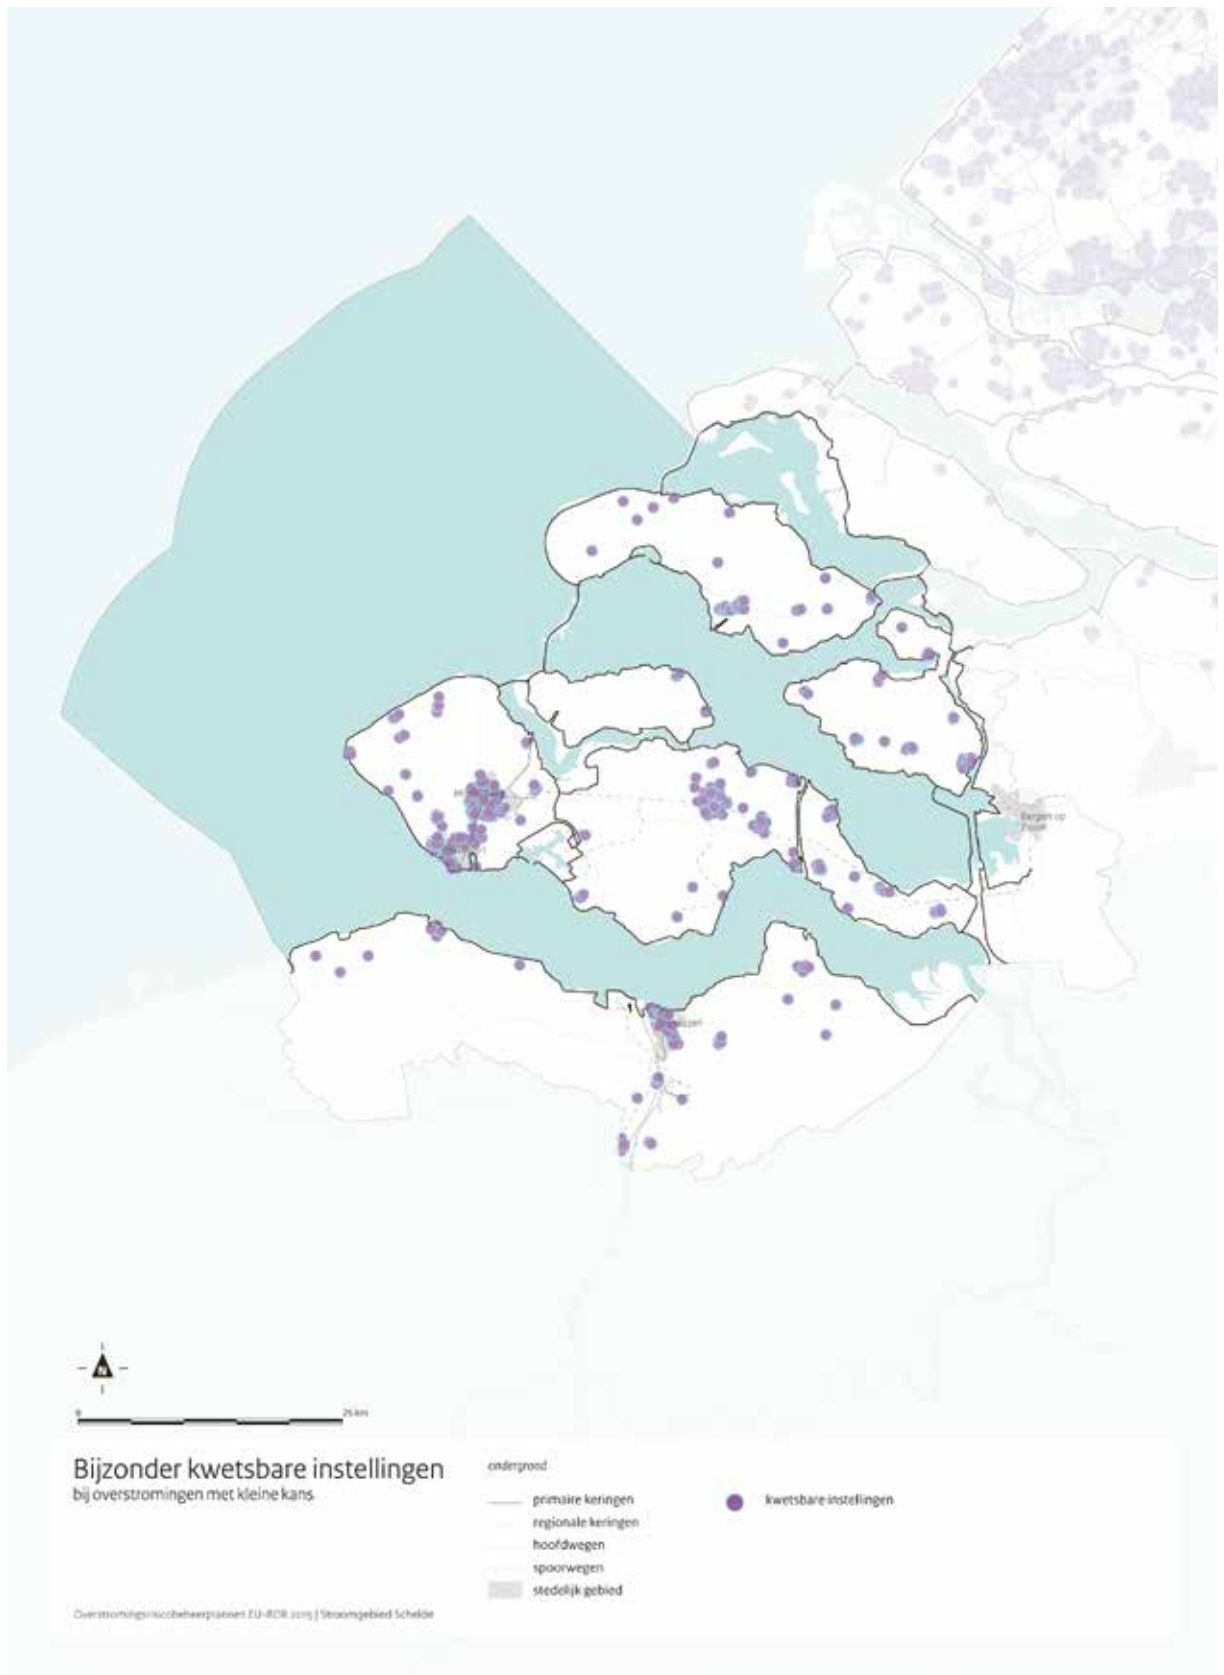 Bergen op
Zoom
1
N
0
25 km
Bijzonder kwetsbare instellingen
bij overstromingen met kleine kans
ondergrond
primaire keringen
regionale keringen
hoofdwegen
spoorwegen
stedelijk gebied
kwetsbare instellingen
Overstromingsrisicobeheerplannen EU-ROR 2015 | Stroomgebied Schelde